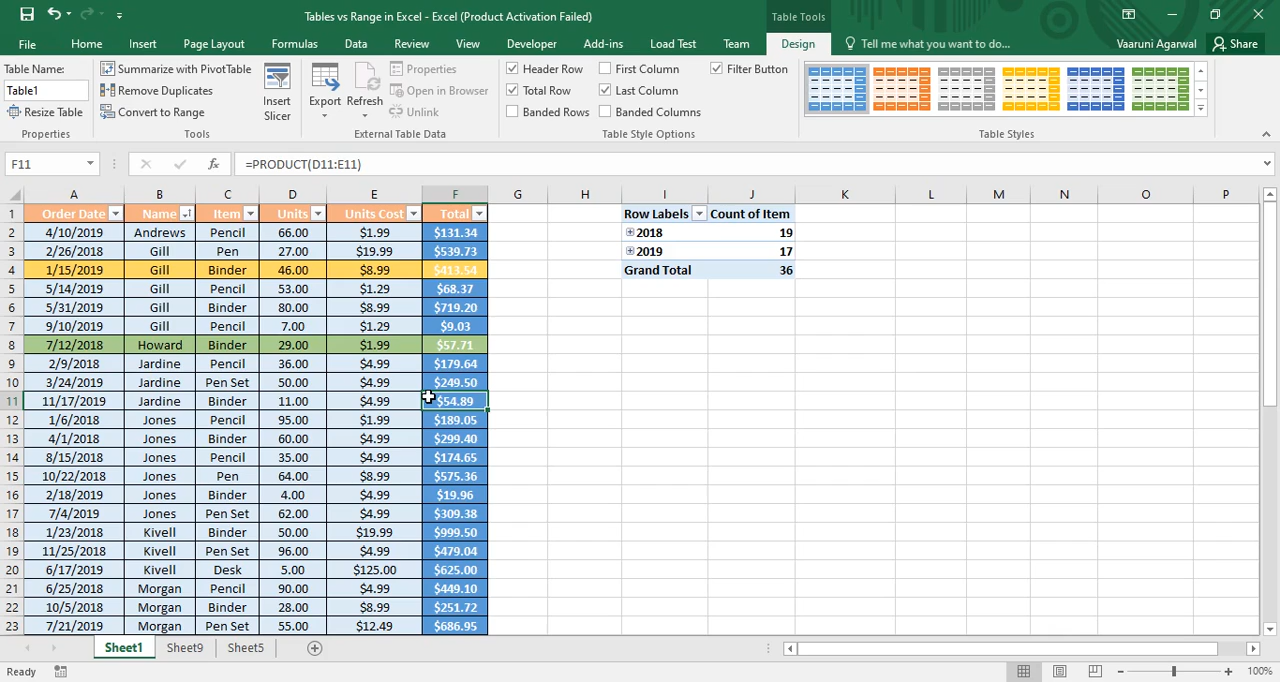 Tables vs Range in Excel - Excel (Product Activation Failed)
Table Tools
File Home Insert Page Layout Formulas Data Review View Developer Add-ins Load Test Team Design Tell me what you want to do... Vaaruni Agarwal Share
Table Name:
Table1
Resize Table
Properties
Summarize with PivotTable
Remove Duplicates
Convert to Range
Tools
Insert
Slicer
Export Refresh
Properties
Open in Browser
Unlink
External Table Data
Header Row First Column Filter Button
Total Row Last Column
Banded Rows Banded Columns
Table Style Options
Table Styles
F11 fx =PRODUCT(D11:E11)
A B C D E F G H I J K L M N O P
1 Order Date Name Item Units Units Cost Total Row Labels Count of Item
2 4/10/2019 Andrews Pencil 66.00 $1.99 $131.34 2018 19
3 2/26/2018 Gill Pen 27.00 $19.99 $539.73 2019 17
4 1/15/2019 Gill Binder 46.00 $8.99 $413.54 Grand Total 36
5 5/14/2019 Gill Pencil 53.00 $1.29 $68.37
6 5/31/2019 Gill Binder 80.00 $8.99 $719.20
7 9/10/2019 Gill Pencil 7.00 $1.29 $9.03
8 7/12/2018 Howard Binder 29.00 $1.99 $57.71
9 2/9/2018 Jardine Pencil 36.00 $4.99 $179.64
10 3/24/2019 Jardine Pen Set 50.00 $4.99 $249.50
11 11/17/2019 Jardine Binder 11.00 $4.99 $54.89
12 1/6/2018 Jones Pencil 95.00 $1.99 $189.05
13 4/1/2018 Jones Binder 60.00 $4.99 $299.40
14 8/15/2018 Jones Pencil 35.00 $4.99 $174.65
15 10/22/2018 Jones Pen 64.00 $8.99 $575.36
16 2/18/2019 Jones Binder 4.00 $4.99 $19.96
17 7/4/2019 Jones Pen Set 62.00 $4.99 $309.38
18 1/23/2018 Kivell Binder 50.00 $19.99 $999.50
19 11/25/2018 Kivell Pen Set 96.00 $4.99 $479.04
20 6/17/2019 Kivell Desk 5.00 $125.00 $625.00
21 6/25/2018 Morgan Pencil 90.00 $4.99 $449.10
22 10/5/2018 Morgan Binder 28.00 $8.99 $251.72
23 7/21/2019 Morgan Pen Set 55.00 $12.49 $686.95
Sheet1 Sheet9 Sheet5
Ready 100%